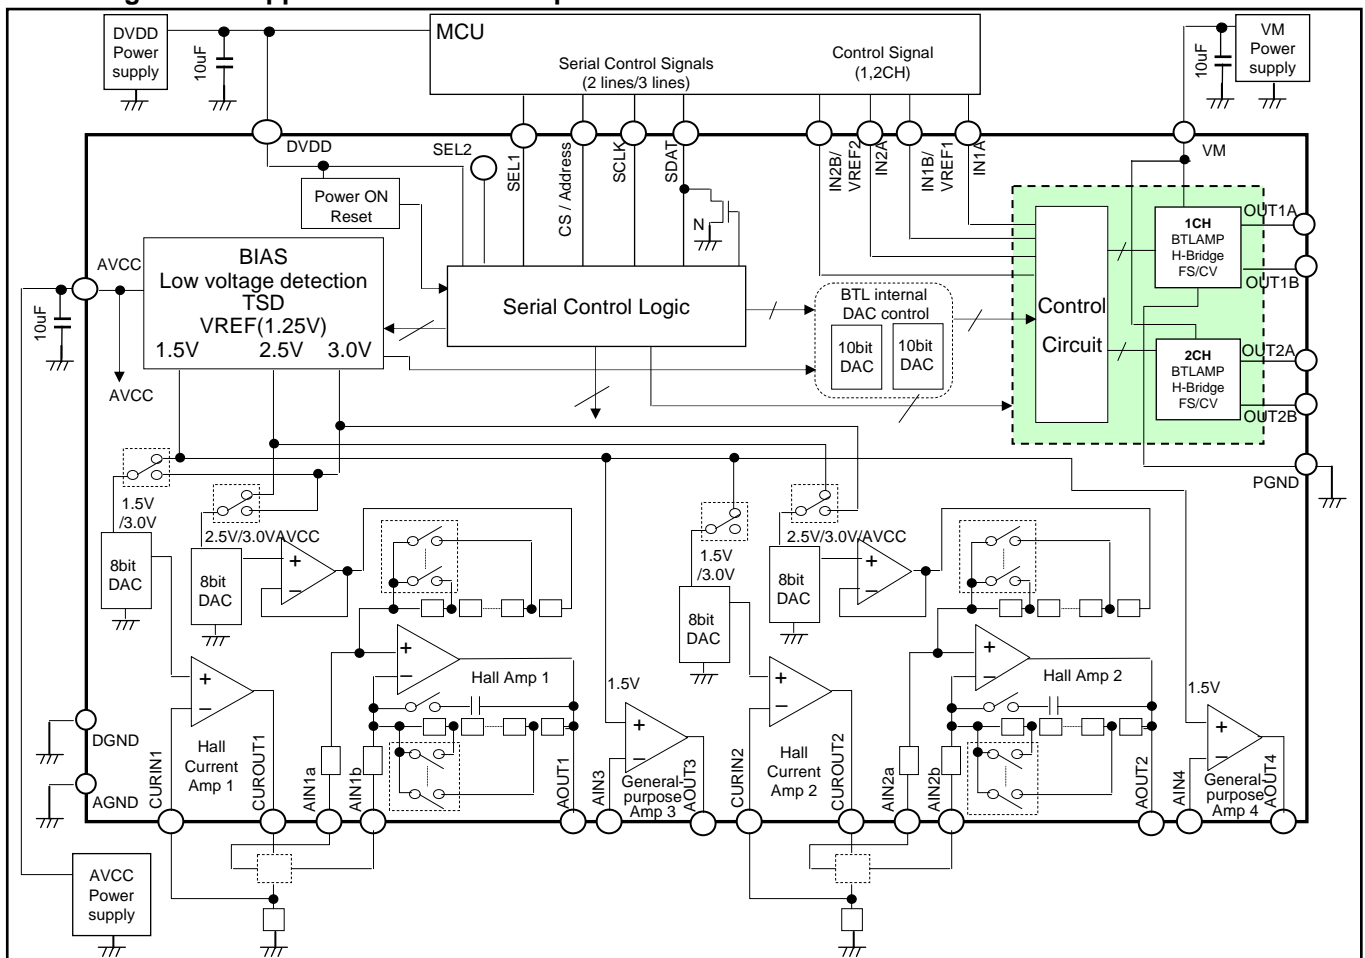 DVDD
Power
supply
10uF
MCU
Serial Control Signals
(2 lines/3 lines)
Control Signal
(1,2CH)
10uF
VM
Power
supply
DVDD
SEL2
SEL1
CS / Address
SCLK
SDAT
IN2B/
VREF2
IN2A
IN1B/
VREF1
IN1A
VM
Power ON
Reset
N
AVCC
10uF
AVCC
BIAS
Low voltage detection
TSD
VREF(1.25V)
1.5V
2.5V
3.0V
Serial Control Logic
BTL internal
DAC control
10bit
DAC
10bit
DAC
Control
Circuit
1CH
BTLAMP
H-Bridge
FS/CV
2CH
BTLAMP
H-Bridge
FS/CV
OUT1A
OUT1B
OUT2A
OUT2B
PGND
1.5V
/3.0V
8bit
DAC
2.5V/3.0V/AVCC
8bit
DAC
+
−
+
−
Hall
Current
Amp 1
+
−
Hall Amp 1
1.5V
+
−
General-
purpose
Amp 3
1.5V
/3.0V
8bit
DAC
2.5V/3.0V/AVCC
8bit
DAC
+
−
+
−
Hall
Current
Amp 2
+
−
Hall Amp 2
1.5V
+
−
General-
purpose
Amp 4
DGND
AGND
CURIN1
CUROUT1
AIN1a
AIN1b
AOUT1
AIN3
AOUT3
CURIN2
CUROUT2
AIN2a
AIN2b
AOUT2
AIN4
AOUT4
AVCC
Power
supply